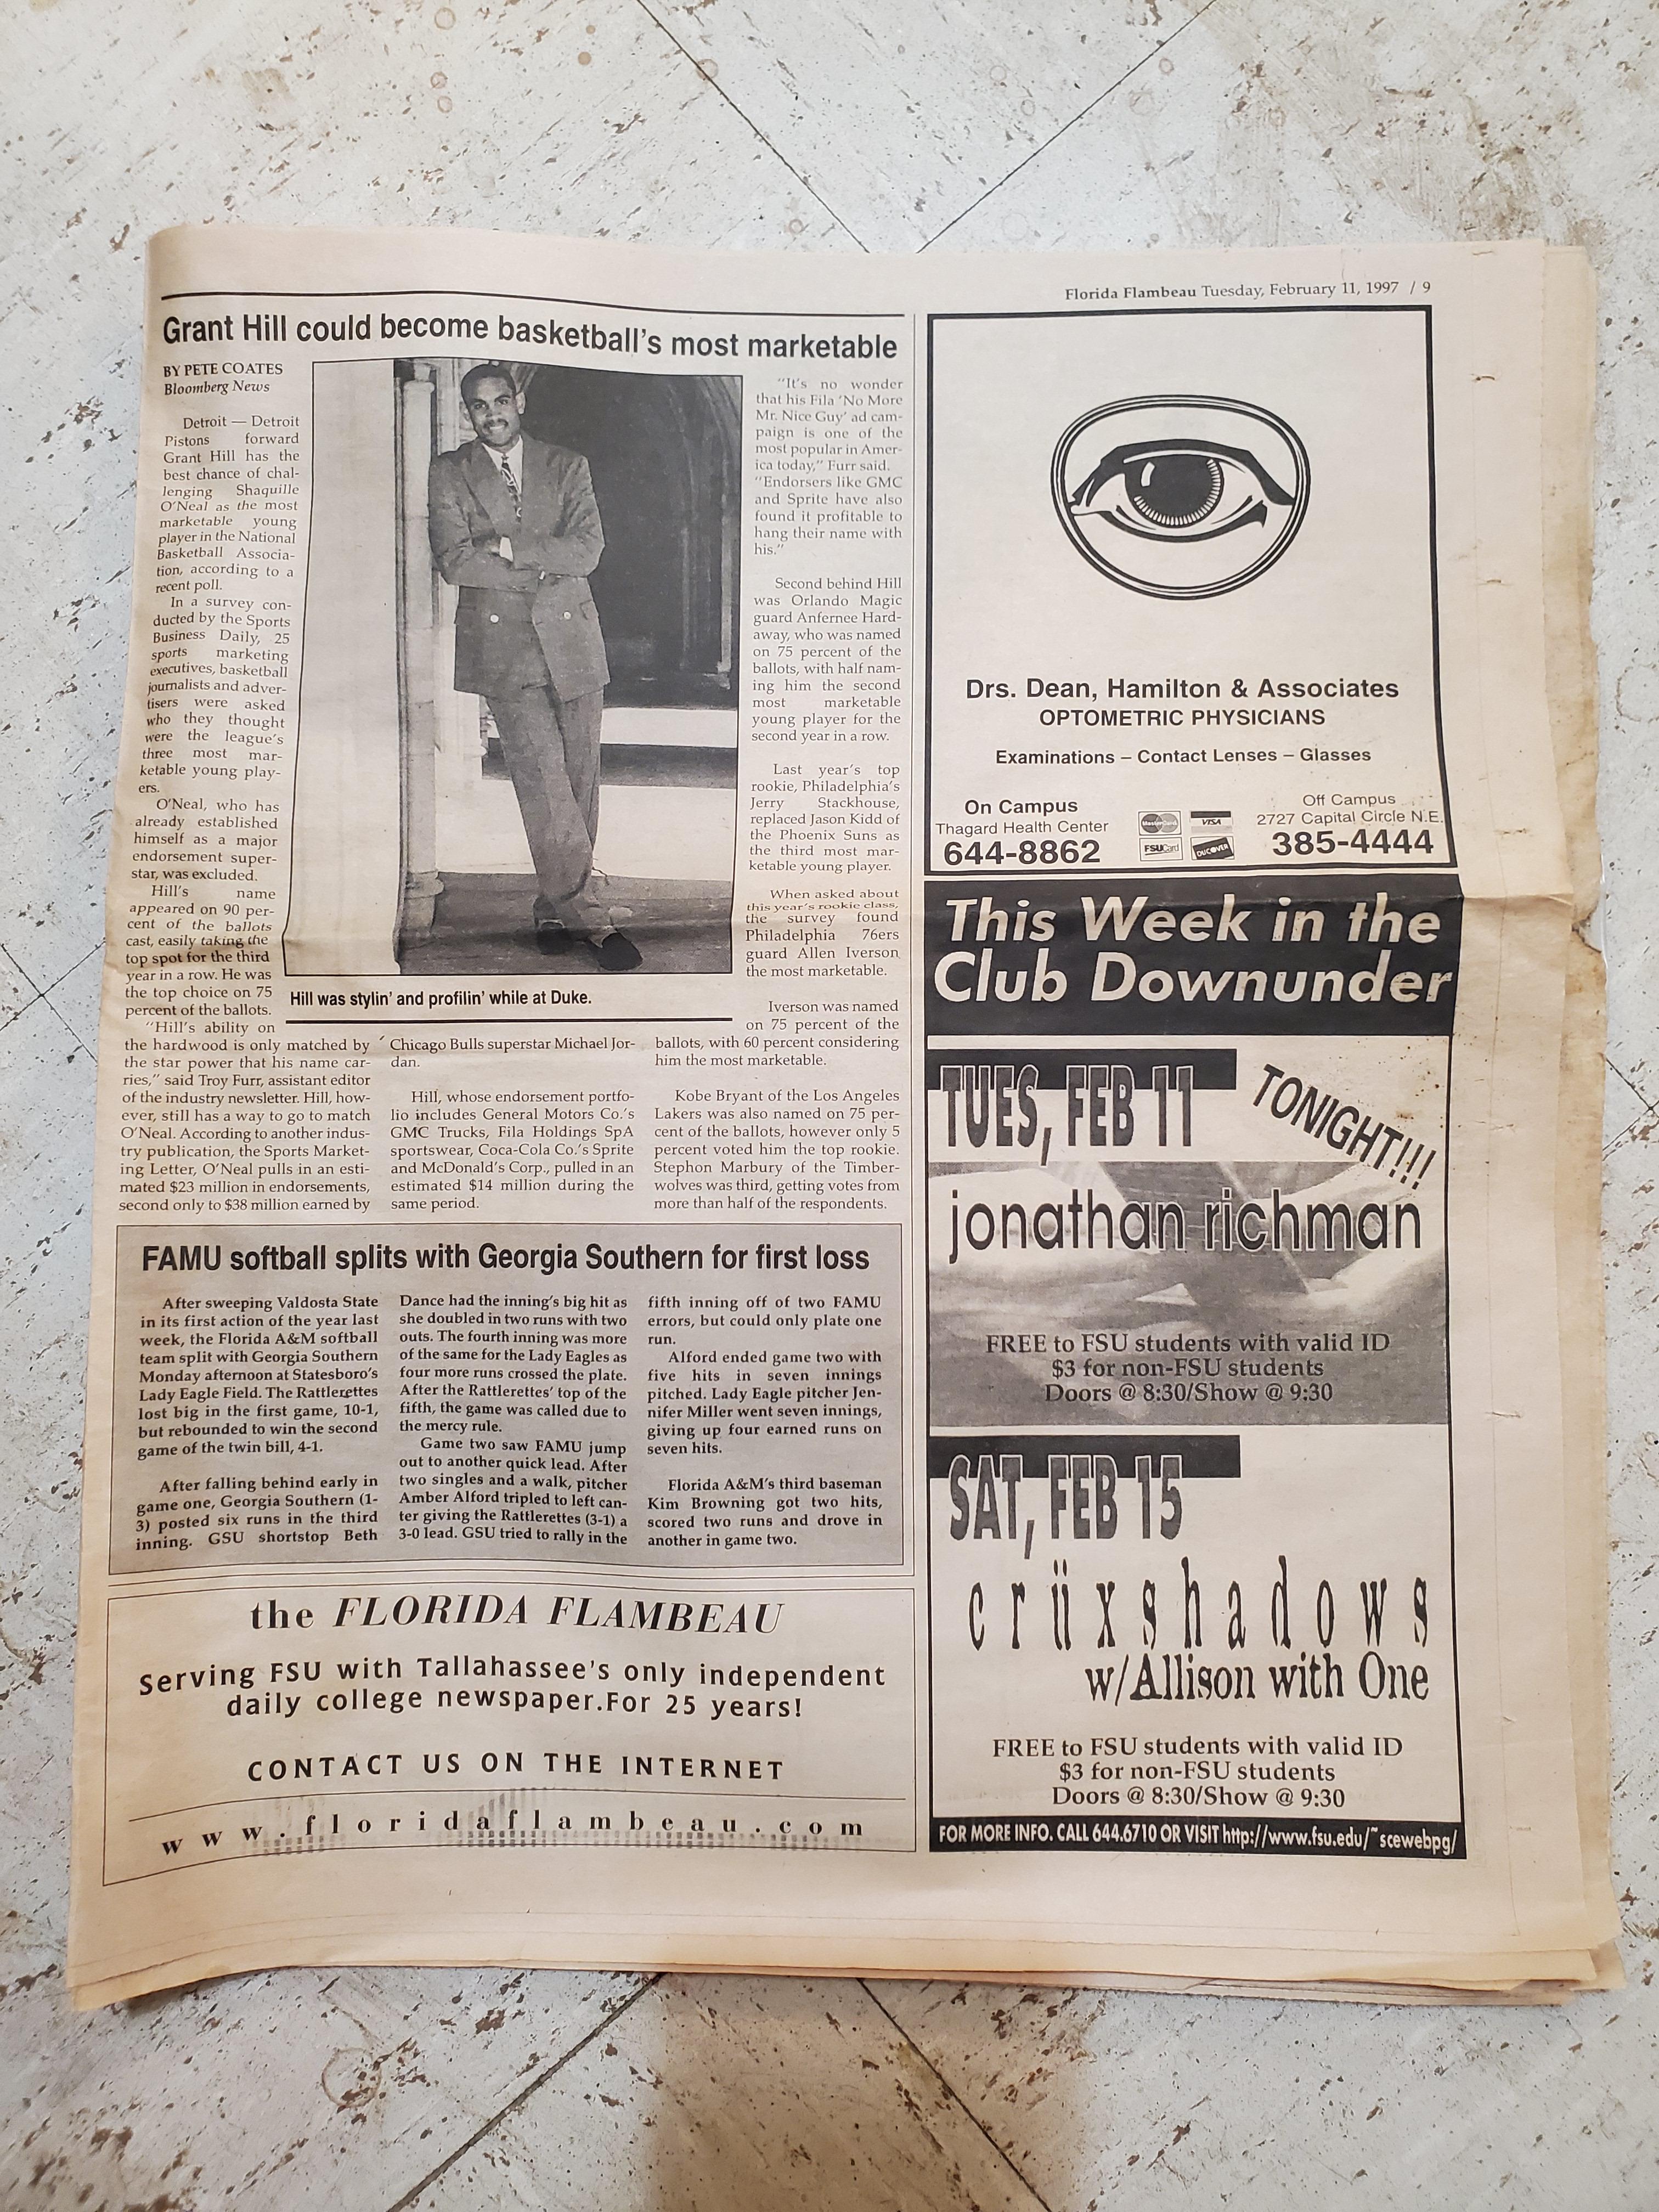 Florida Flambeau Tuesday, February 11, 1997 / 9
Grant Hill could become basketball's most marketable
BY PETE COATES
Bloomberg News
Detroit — Detroit
Pistons forward
Grant Hill has the
best chance of chal-
lenging Shaquille
O'Neal as the most
marketable young
player in the National
Basketball Associa-
tion, according to a
recent poll.
In a survey con-
ducted by the Sports
Business Daily, 25
sports marketing
executives, basketball
journalists and adver-
tisers were asked
who they thought
were the league's
three most mar-
ketable young play-
ers.
O'Neal, who has
already established
himself as a major
endorsement super-
star, was excluded.
Hill's name
appeared on 90 per-
cent of the ballots
cast, easily taking the
top spot for the third
year in a row. He was
the top choice on 75
percent of the ballots.
"Hill's ability on
the hardwood is only matched by
the star power that his name car-
ries," said Troy Furr, assistant editor
of the industry newsletter. Hill, how-
ever, still has a way to go to match
O'Neal. According to another indus-
try publication, the Sports Market-
ing Letter, O'Neal pulls in an esti-
mated $23 million in endorsements,
second only to $38 million earned by
Hill was stylin' and profilin' while at Duke.
Chicago Bulls superstar Michael Jor-
dan.
Hill, whose endorsement portfo-
lio includes General Motors Co.'s
GMC Trucks, Fila Holdings SpA
sportswear, Coca-Cola Co.'s Sprite
and McDonald's Corp., pulled in an
estimated $14 million during the
same period.
"It's no wonder
that his Fila 'No More
Mr. Nice Guy' ad cam-
paign is one of the
most popular in Amer-
ica today," Furr said.
"Endorsers like GMC
and Sprite have also
found it profitable to
hang their name with
his."
Second behind Hill
was Orlando Magic
guard Anfernee Hard-
away, who was named
on 75 percent of the
ballots, with half nam-
ing him the second
most marketable
young player for the
second year in a row.
Last year's top
rookie, Philadelphia's
Jerry Stackhouse,
replaced Jason Kidd of
the Phoenix Suns as
the third most mar-
ketable young player.
When asked about
this year's rookie class,
the survey found
Philadelphia 76ers
guard Allen Iverson
the most marketable.
Iverson was named
on 75 percent of the
ballots, with 60 percent considering
him the most marketable.
Kobe Bryant of the Los Angeles
Lakers was also named on 75 per-
cent of the ballots, however only 5
percent voted him the top rookie.
Stephon Marbury of the Timber-
wolves was third, getting votes from
more than half of the respondents.
FAMU softball splits with Georgia Southern for first loss
After sweeping Valdosta State
in its first action of the year last
week, the Florida A&M softball
team split with Georgia Southern
Monday afternoon at Statesboro's
Lady Eagle Field. The Rattlerettes
lost big in the first game, 10-1,
but rebounded to win the second
game of the twin bill, 4-1.
After falling behind early in
game one, Georgia Southern (1-
3) posted six runs in the third
inning. GSU shortstop Beth
Dance had the inning's big hit as
she doubled in two runs with two
outs. The fourth inning was more
of the same for the Lady Eagles as
four more runs crossed the plate.
After the Rattlerettes' top of the
fifth, the game was called due to
the mercy rule.
Game two saw FAMU jump
out to another quick lead. After
two singles and a walk, pitcher
Amber Alford tripled to left can-
ter giving the Rattlerettes (3-1) a
3-0 lead. GSU tried to rally in the
fifth inning off of two FAMU
errors, but could only plate one
run.
Alford ended game two with
five hits in seven innings
pitched. Lady Eagle pitcher Jen-
nifer Miller went seven innings,
giving up four earned runs on
seven hits.
Florida A&M's third baseman
Kim Browning got two hits,
scored two runs and drove in
another in game two.
the FLORIDA FLAMBEAU
Serving FSU with Tallahassee's only independent
daily college newspaper.For 25 years!
CONTACT US ON THE INTERNET
www.floridaflambeau.com
Drs. Dean, Hamilton & Associates
OPTOMETRIC PHYSICIANS
Examinations – Contact Lenses – Glasses
On Campus
Thagard Health Center
644-8862
MasterCard
VISA
FSUCard
DISCOVER
Off Campus
2727 Capital Circle N.E.
385-4444
This Week in the
Club Downunder
TUES, FEB 11
TONIGHT!!!
jonathan richman
FREE to FSU students with valid ID
$3 for non-FSU students
Doors @ 8:30/Show @ 9:30
SAT, FEB 15
crüxshadows
w/Allison with One
FREE to FSU students with valid ID
$3 for non-FSU students
Doors @ 8:30/Show @ 9:30
FOR MORE INFO. CALL 644.6710 OR VISIT http://www.fsu.edu/~scewebpg/